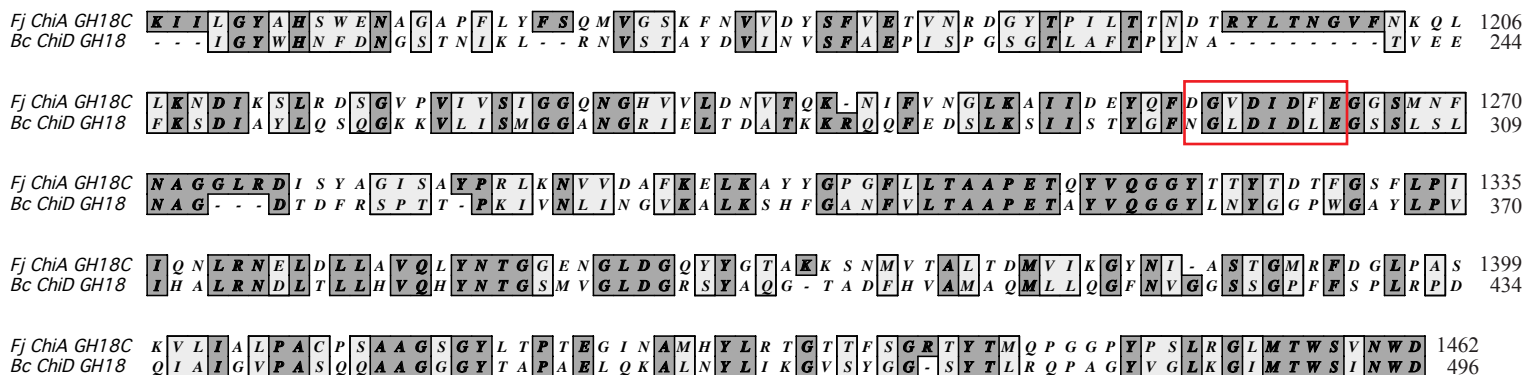 Fj ChiA GH18C K I I L G Y A H S W E N A G A P F L Y F S Q M V G S K F N V V D Y S F V E T V N R D G Y T P I L T T N D T R Y L T N G V F N K Q L 1206
Bc ChiD GH18 - - - I G Y W H N F D N G S T N I K L - - R N V S T A Y D V I N V S F A E P I S P G S G T L A F T P Y N A - - - - - - - - T V E E 244
Fj ChiA GH18C L K N D I K S L R D S G V P V I V S I G G Q N G H V V L D N V T Q K - N I F V N G L K A I I D E Y Q F D G V D I D F E G G S M N F 1270
Bc ChiD GH18 F K S D I A Y L Q S Q G K K V L I S M G G A N G R I E L T D A T K K R Q Q F E D S L K S I I S T Y G F N G L D I D L E G S S L S L 309
Fj ChiA GH18C N A G G L R D I S Y A G I S A Y P R L K N V V D A F K E L K A Y Y G P G F L L T A A P E T Q Y V Q G G Y T T Y T D T F G S F L P I 1335
Bc ChiD GH18 N A G - - - D T D F R S P T T - P K I V N L I N G V K A L K S H F G A N F V L T A A P E T A Y V Q G G Y L N Y G G P W G A Y L P V 370
Fj ChiA GH18C I Q N L R N E L D L L A V Q L Y N T G G E N G L D G Q Y Y G T A K K S N M V T A L T D M V I K G Y N I - A S T G M R F D G L P A S 1399
Bc ChiD GH18 I H A L R N D L T L L H V Q H Y N T G S M V G L D G R S Y A Q G - T A D F H V A M A Q M L L Q G F N V G G S S G P F F S P L R P D 434
Fj ChiA GH18C K V L I A L P A C P S A A G S G Y L T P T E G I N A M H Y L R T G T T F S G R T Y T M Q P G G P Y P S L R G L M T W S V N W D 1462
Bc ChiD GH18 Q I A I G V P A S Q Q A A G G G Y T A P A E L Q K A L N Y L I K G V S Y G G - S Y T L R Q P A G Y V G L K G I M T W S I N W D 496